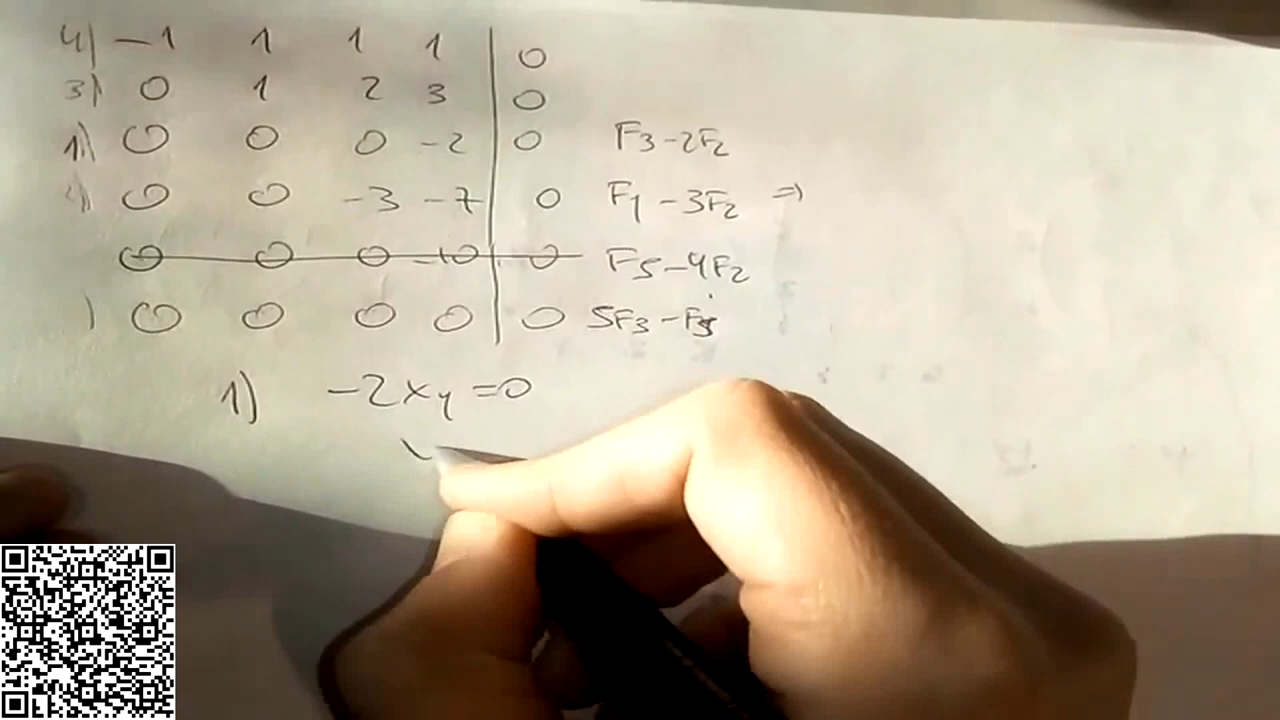 4) -1 1 1 1 | 0
3) 0 1 2 3 | 0
1) 0 0 0 -2 | 0 F3-2F2
0 0 -3 -7 | 0 F1-3F2 =>
0 0 0 -10 | 0 F5-4F2
) 0 0 0 0 | 0 5F3-F5
1) -2x4=0